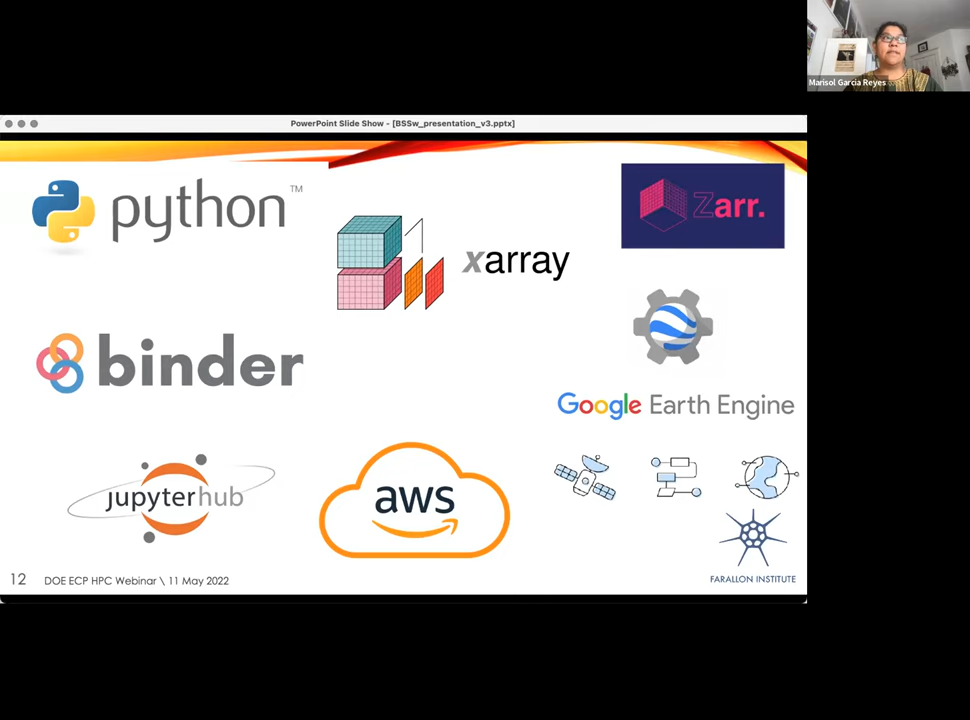 Marisol Garcia Reyes
PowerPoint Slide Show - [BSSw_presentation_v3.pptx]
python™
Zarr.
xarray
binder
Google Earth Engine
jupyterhub
aws
FARALLON INSTITUTE
12 DOE ECP HPC Webinar \ 11 May 2022